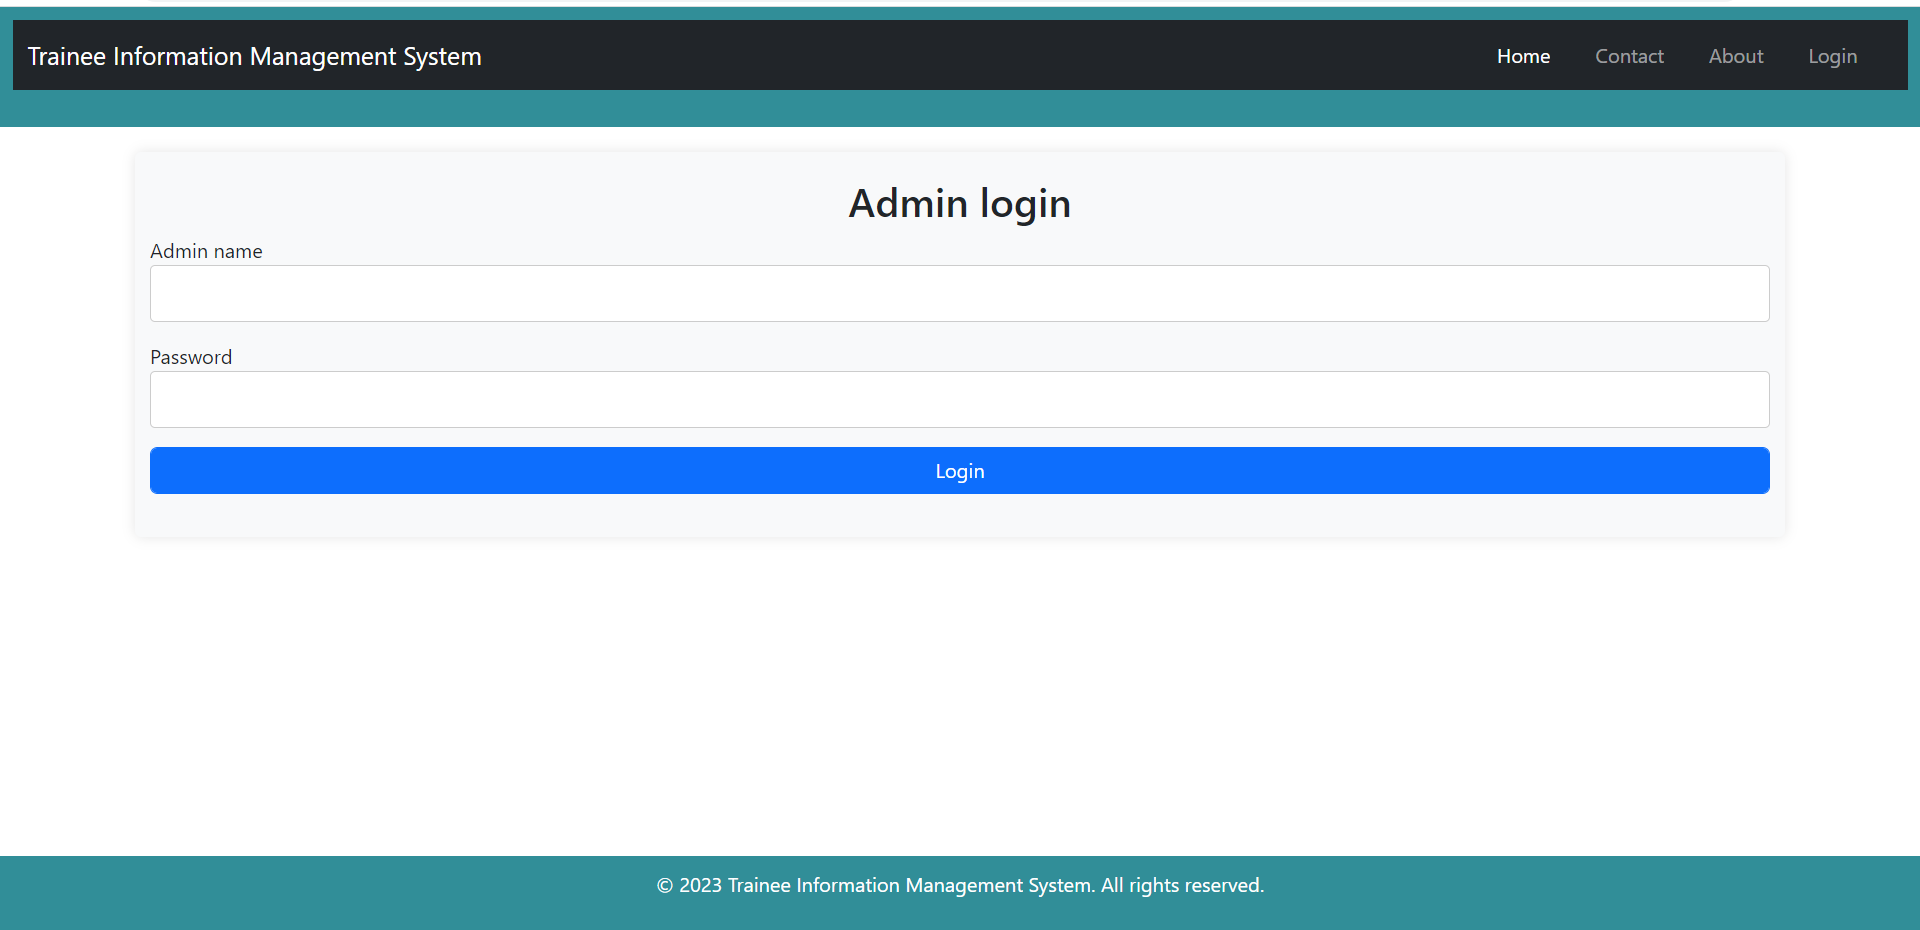 Trainee Information Management System Home Contact About Login
Admin login
Admin name
Password
Login
© 2023 Trainee Information Management System. All rights reserved.